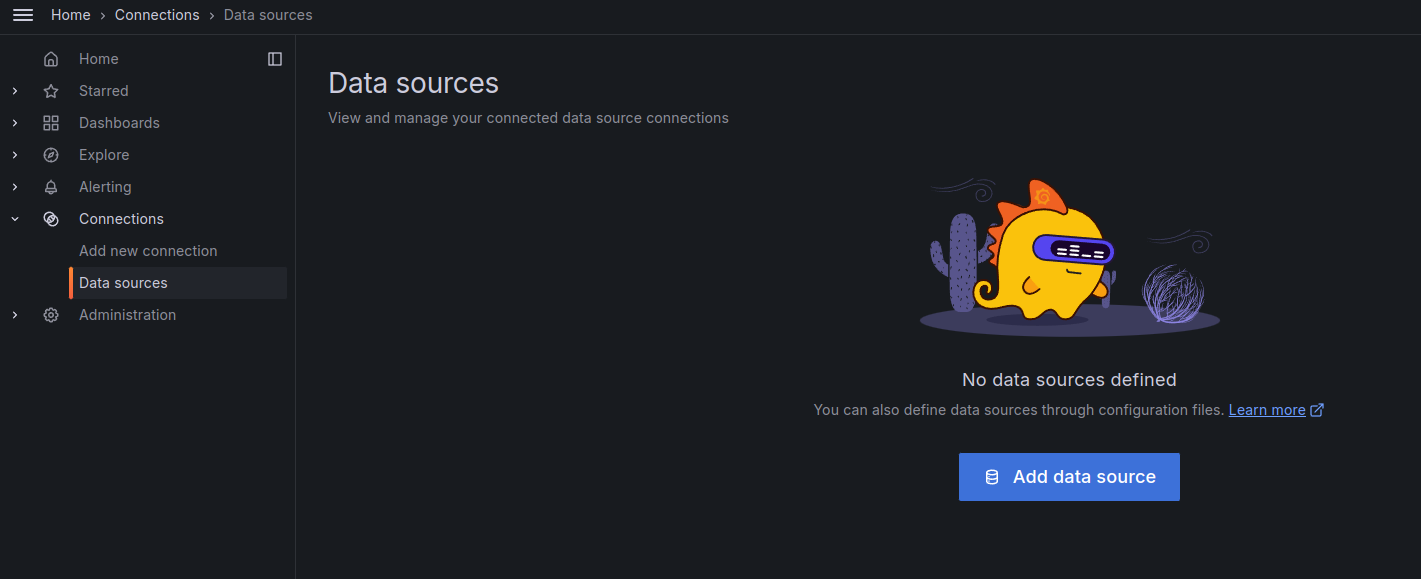 Home › Connections › Data sources
Home
Starred
Dashboards
Explore
Alerting
Connections
Add new connection
Data sources
Administration
Data sources
View and manage your connected data source connections
No data sources defined
You can also define data sources through configuration files. Learn more
Add data source